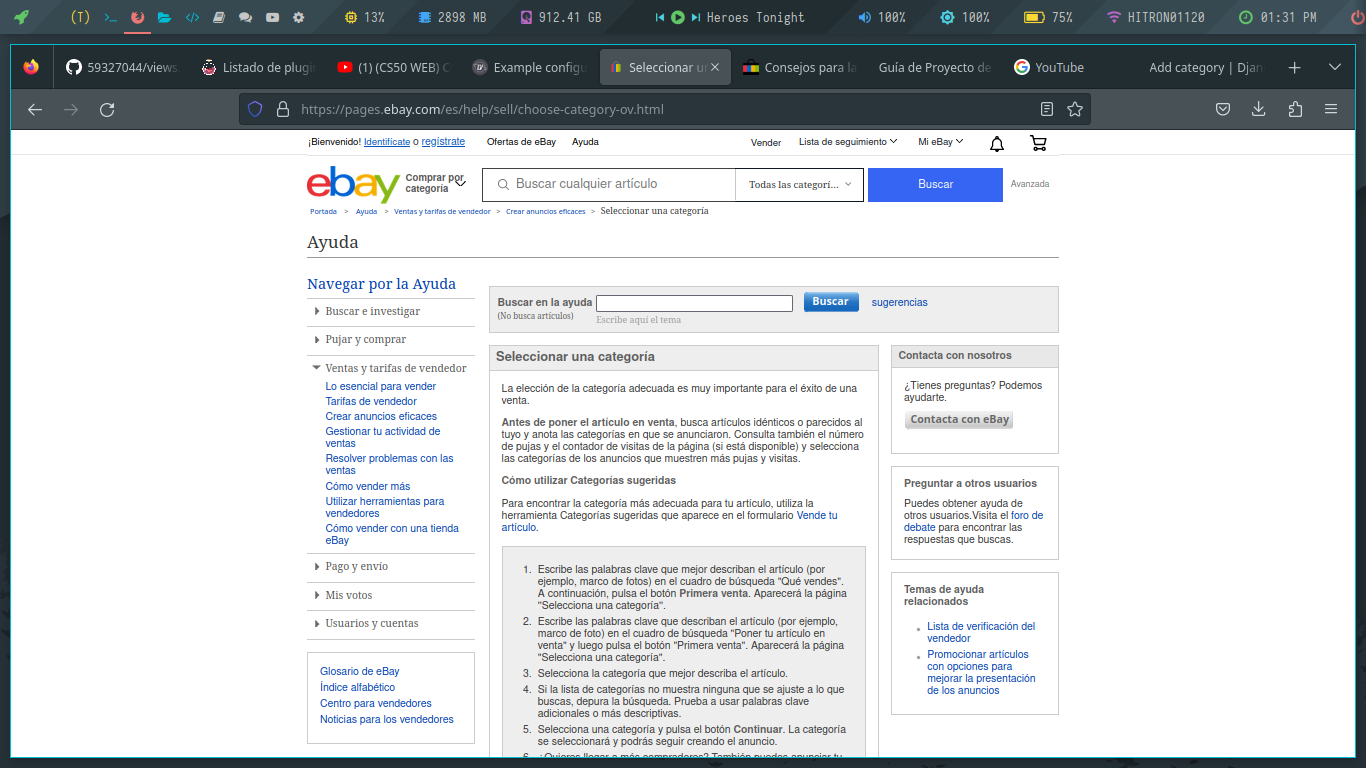 (T) 13% 2898 MB 912.41 GB Heroes Tonight 100% 100% 75% HITRON01120 01:31 PM
59327044/views. Listado de plugin (1) (CS50 WEB) C Example configu Seleccionar un Consejos para la Guía de Proyecto de YouTube Add category | Djan
https://pages.ebay.com/es/help/sell/choose-category-ov.html
¡Bienvenido! Identifícate o regístrate Ofertas de eBay Ayuda Vender Lista de seguimiento Mi eBay
ebay Comprar por categoría Buscar cualquier artículo Todas las categorí... Buscar Avanzada
Portada > Ayuda > Ventas y tarifas de vendedor > Crear anuncios eficaces > Seleccionar una categoría
Ayuda
Navegar por la Ayuda
Buscar e investigar
Pujar y comprar
Ventas y tarifas de vendedor
Lo esencial para vender
Tarifas de vendedor
Crear anuncios eficaces
Gestionar tu actividad de
ventas
Resolver problemas con las
ventas
Cómo vender más
Utilizar herramientas para
vendedores
Cómo vender con una tienda
eBay
Pago y envío
Mis votos
Usuarios y cuentas
Glosario de eBay
Índice alfabético
Centro para vendedores
Noticias para los vendedores
Buscar en la ayuda Buscar sugerencias
(No busca artículos) Escribe aquí el tema
Seleccionar una categoría
La elección de la categoría adecuada es muy importante para el éxito de una
venta.
Antes de poner el artículo en venta, busca artículos idénticos o parecidos al
tuyo y anota las categorías en que se anunciaron. Consulta también el número
de pujas y el contador de visitas de la página (si está disponible) y selecciona
las categorías de los anuncios que muestren más pujas y visitas.
Cómo utilizar Categorías sugeridas
Para encontrar la categoría más adecuada para tu artículo, utiliza la
herramienta Categorías sugeridas que aparece en el formulario Vende tu
artículo.
1. Escribe las palabras clave que mejor describan el artículo (por
ejemplo, marco de fotos) en el cuadro de búsqueda "Qué vendes".
A continuación, pulsa el botón Primera venta. Aparecerá la página
"Selecciona una categoría".
2. Escribe las palabras clave que describan el artículo (por ejemplo,
marco de foto) en el cuadro de búsqueda "Poner tu artículo en
venta" y luego pulsa el botón "Primera venta". Aparecerá la página
"Selecciona una categoría".
3. Selecciona la categoría que mejor describa el artículo.
4. Si la lista de categorías no muestra ninguna que se ajuste a lo que
buscas, depura la búsqueda. Prueba a usar palabras clave
adicionales o más descriptivas.
5. Selecciona una categoría y pulsa el botón Continuar. La categoría
se seleccionará y podrás seguir creando el anuncio.
6. ¿Quieres llegar a más compradores? También puedes anunciar tu
Contacta con nosotros
¿Tienes preguntas? Podemos
ayudarte.
Contacta con eBay
Preguntar a otros usuarios
Puedes obtener ayuda de
otros usuarios.Visita el foro de
debate para encontrar las
respuestas que buscas.
Temas de ayuda
relacionados
Lista de verificación del
vendedor
Promocionar artículos
con opciones para
mejorar la presentación
de los anuncios